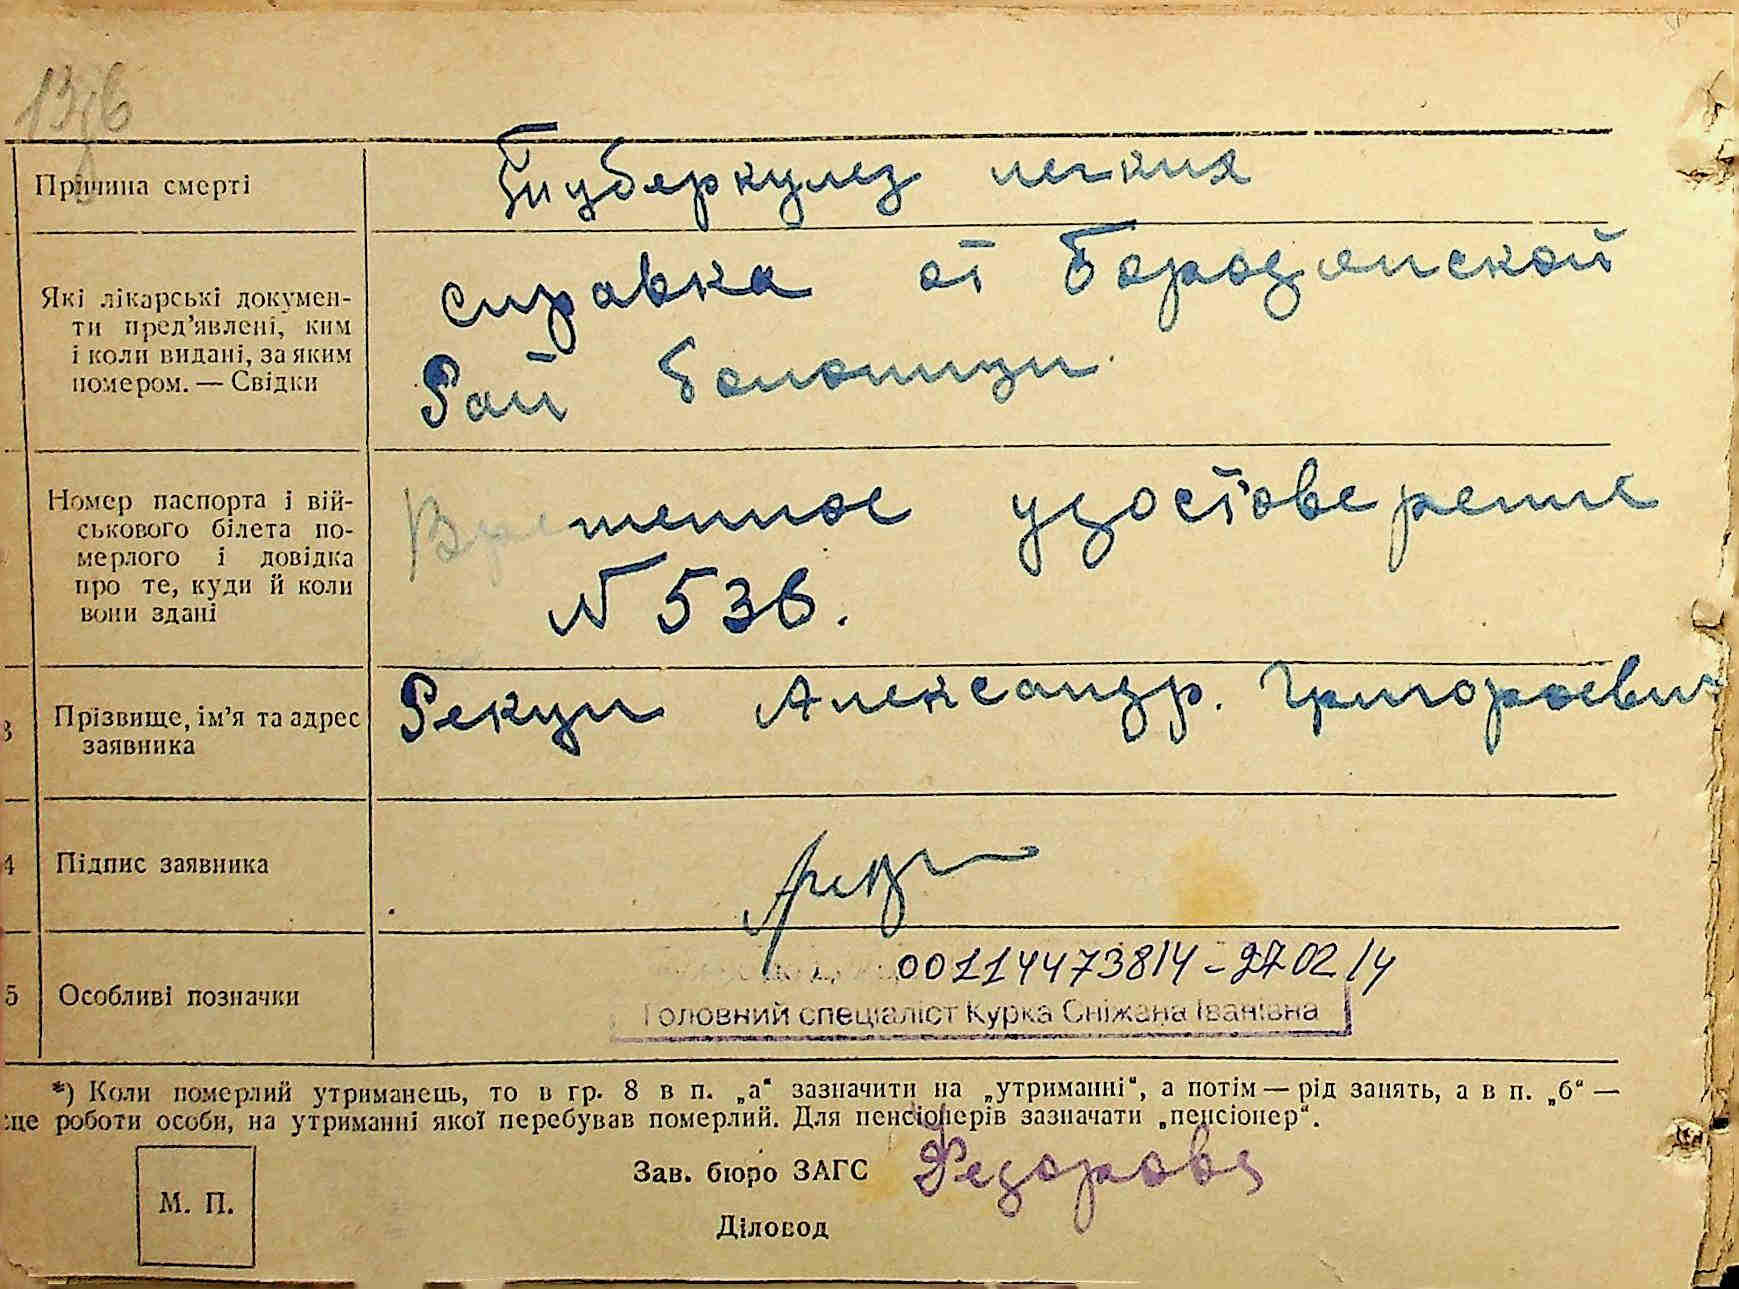 136
Причина смерті
Туберкулез легких
Які лікарські докумен-
ти пред’явлені, ким
і коли видані, за яким
номером. — Свідки
справка от Бородянской
Рай больницы
Номер паспорта і вій-
ськового білета по-
мерлого і довідка
про те, куди й коли
вони здані
Временное удостоверение
N 536.
3 Прізвище, ім’я та адрес
заявника
Рекун Александр. Григорьевич
4 Підпис заявника
5 Особливі позначки
00114473814 - 27 02 14
Головний спеціаліст Курка Сніжана Іванівна
*) Коли померлий утриманець, то в гр. 8 в п. „а“ зазначити на „утриманні“, а потім — рід занять, а в п. „б“ —
сце роботи особи, на утриманні якої перебував померлий. Для пенсіонерів зазначати „пенсіонер“.
Зав. бюро ЗАГС Федорова
М. П.
Діловод